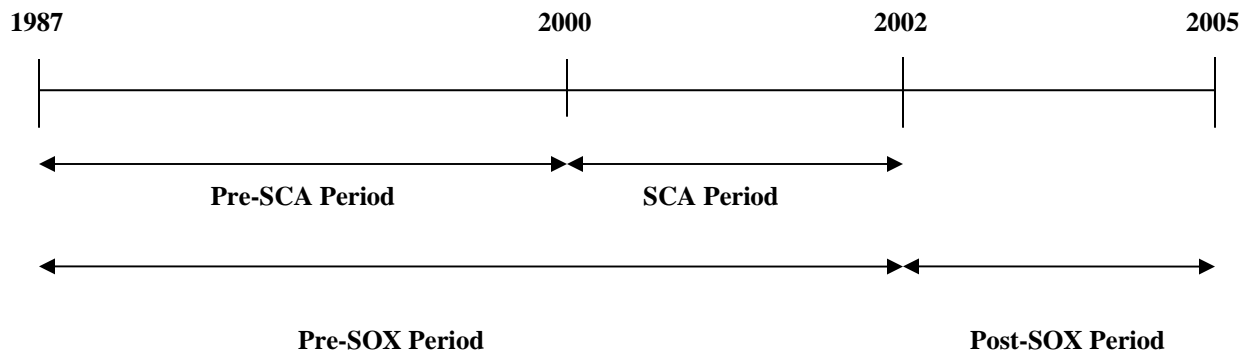 1987 2000 2002 2005
Pre-SCA Period SCA Period
Pre-SOX Period Post-SOX Period